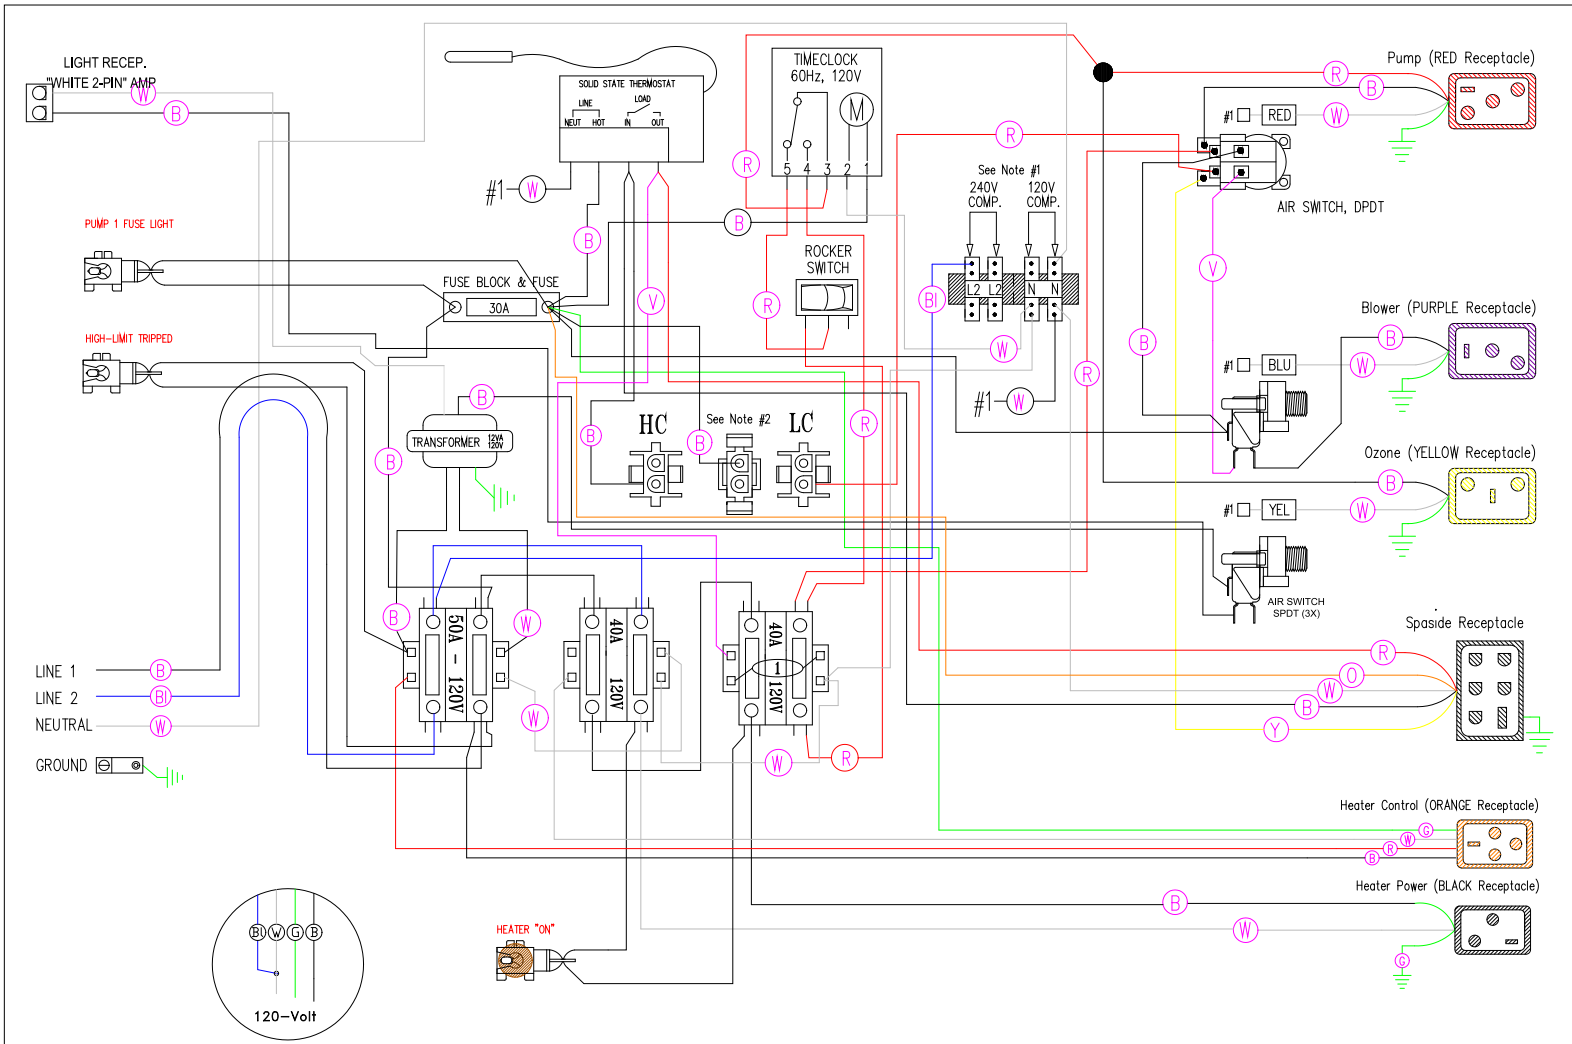 LIGHT RECEP.
"WHITE 2-PIN" AMP
W
B
SOLID STATE THERMOSTAT
LINE
LOAD
NEUT HOT IN OUT
#1 W
B
V
TIMECLOCK
60Hz, 120V
M
5 4 3 2 1
R
B
R
ROCKER
SWITCH
R
See Note #1
240V
COMP.
120V
COMP.
L2 L2 N N
Bl
W
#1 W
R
B
V
R
Pump (RED Receptacle)
R
B
#1 RED W
AIR SWITCH, DPDT
Blower (PURPLE Receptacle)
B
#1 BLU W
Ozone (YELLOW Receptacle)
B
#1 YEL W
AIR SWITCH
SPDT (3X)
Spaside Receptacle
R
O
W
B
Y
PUMP 1 FUSE LIGHT
FUSE BLOCK & FUSE
30A
HIGH-LIMIT TRIPPED
TRANSFORMER 12VA
120V
B
B
HC
B
See Note #2
B
LC
B
W
50A - 120V
W
40A 120V
W
40A 120V
1
R
LINE 1 B
LINE 2 Bl
NEUTRAL W
GROUND
Heater Control (ORANGE Receptacle)
G
W
R
B
Heater Power (BLACK Receptacle)
B
W
G
HEATER "ON"
Bl W G B
120-Volt